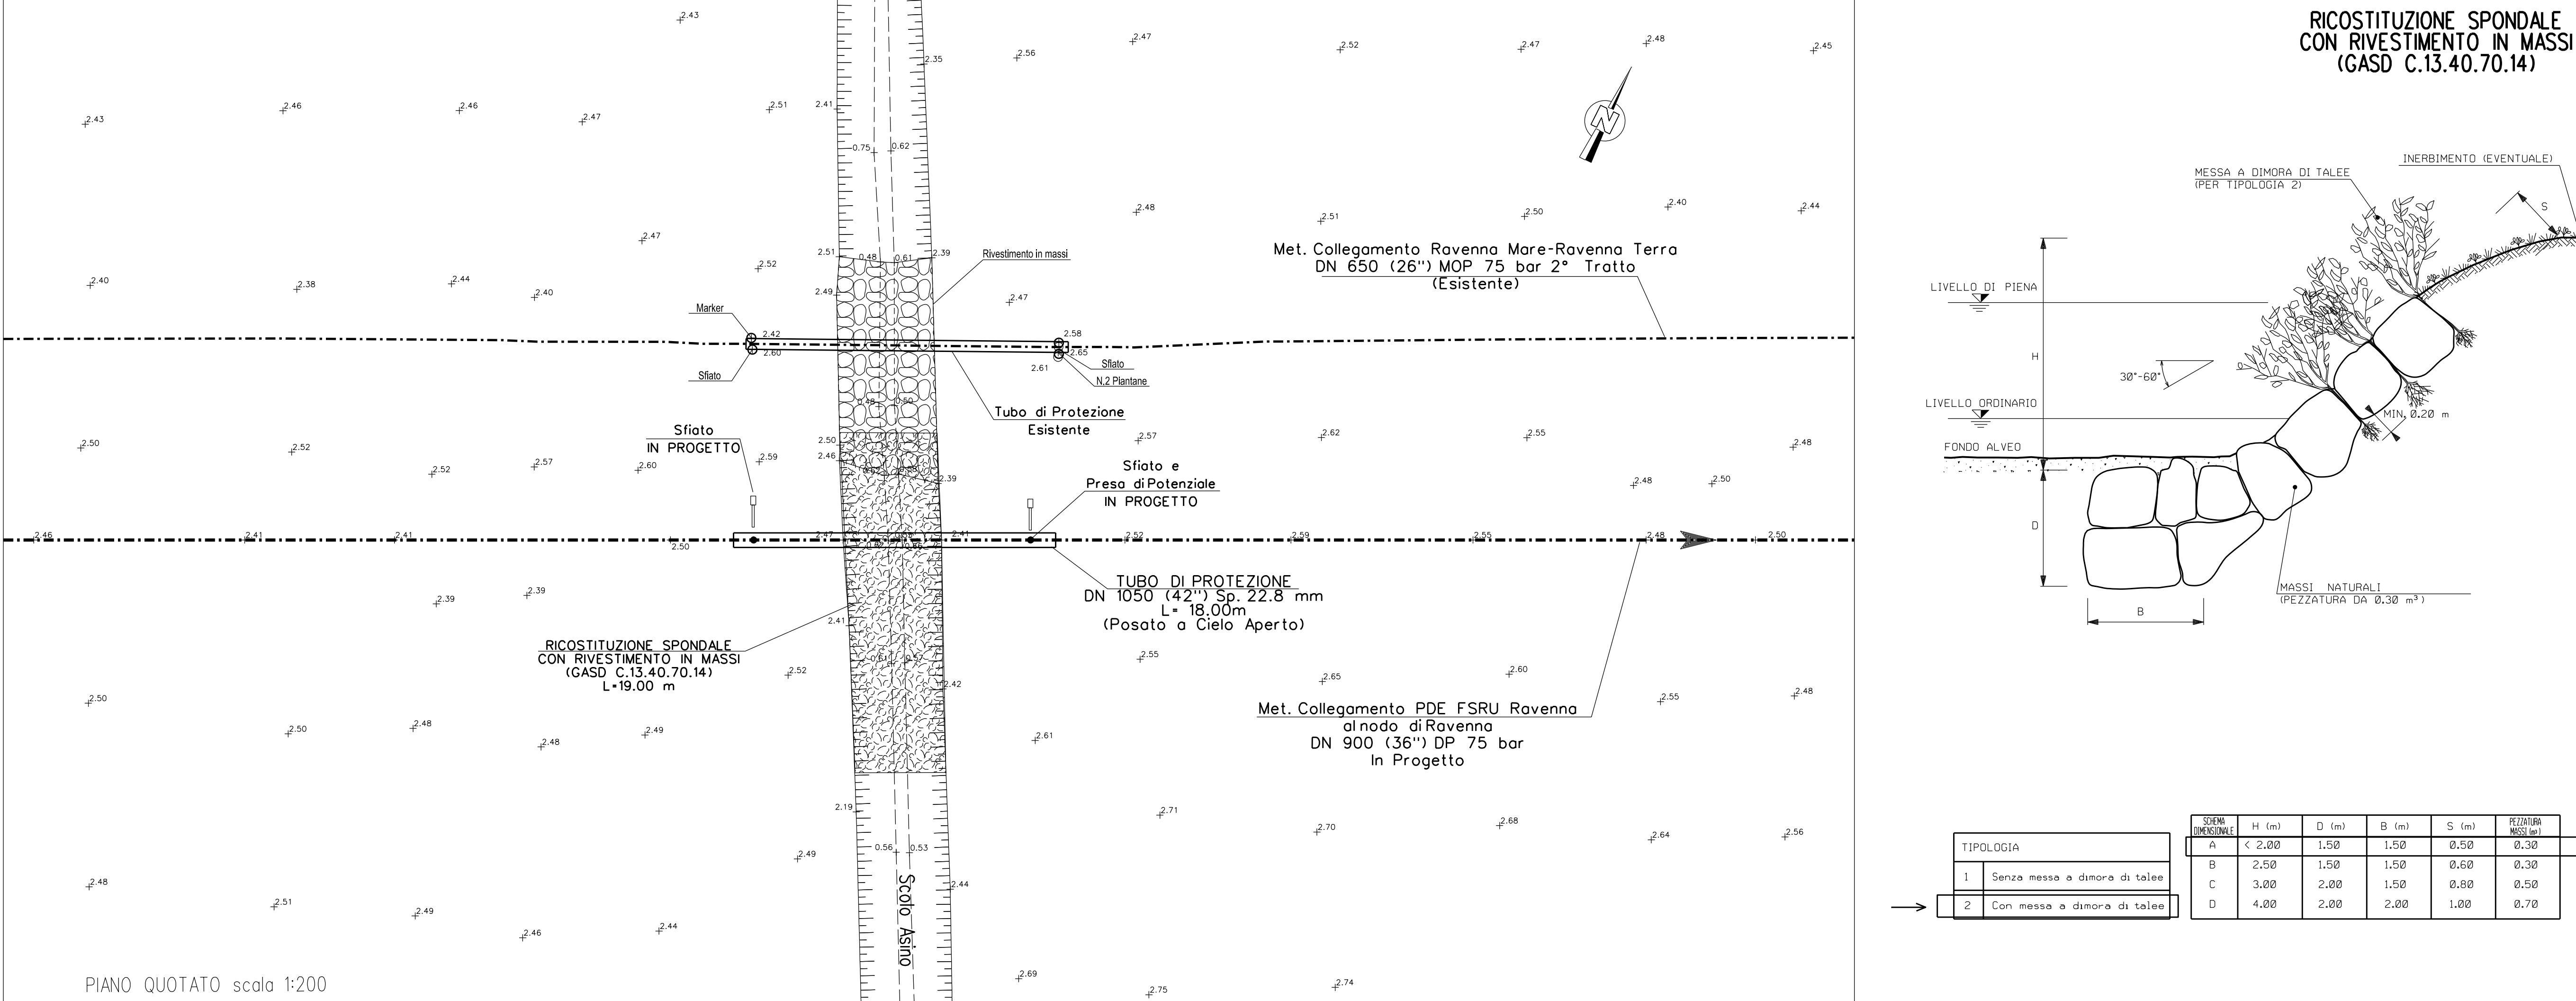 2.43
2.47
2.56
2.52
2.47
2.48
2.45
2.35
2.43
2.46
2.46
2.47
2.51
2.41
0.75
0.62
N
2.47
2.52
2.51
0.48
0.61
2.39
Rivestimento in massi
2.48
2.51
2.50
2.40
2.44
Met. Collegamento Ravenna Mare-Ravenna Terra
DN 650 (26") MOP 75 bar 2° Tratto
(Esistente)
2.40
2.38
2.44
2.40
2.49
2.47
Marker
2.42
2.60
Sfiato
2.58
2.65
2.61
Sfiato
N.2 Piantane
0.48
0.50
Tubo di Protezione
Esistente
Sfiato
IN PROGETTO
2.50
2.52
2.52
2.57
2.60
2.59
2.50
2.46
2.39
2.57
2.62
2.55
2.48
2.48
2.50
Sfiato e
Presa di Potenziale
IN PROGETTO
2.46
2.41
2.41
2.50
2.47
2.41
2.52
2.59
2.55
2.48
2.50
TUBO DI PROTEZIONE
DN 1050 (42") Sp. 22.8 mm
L= 18.00m
(Posato a Cielo Aperto)
2.39
2.39
2.41
RICOSTITUZIONE SPONDALE
CON RIVESTIMENTO IN MASSI
(GASD C.13.40.70.14)
L=19.00 m
2.52
0.61
0.57
2.42
2.55
2.65
2.60
2.55
2.48
Met. Collegamento PDE FSRU Ravenna
al nodo di Ravenna
DN 900 (36") DP 75 bar
In Progetto
2.50
2.50
2.48
2.48
2.49
2.61
2.19
2.71
2.70
2.68
2.64
2.56
2.49
0.56
0.53
2.48
2.51
2.49
2.46
2.44
2.44
Scolo Asino
2.69
2.75
2.74
PIANO QUOTATO scala 1:200
RICOSTITUZIONE SPONDALE
CON RIVESTIMENTO IN MASSI
(GASD C.13.40.70.14)
INERBIMENTO (EVENTUALE)
MESSA A DIMORA DI TALEE
(PER TIPOLOGIA 2)
S
LIVELLO DI PIENA
H
30°-60°
LIVELLO ORDINARIO
MIN. 0.20 m
FONDO ALVEO
D
MASSI NATURALI
(PEZZATURA DA 0.30 m³)
B
TIPOLOGIA
1 Senza messa a dimora di talee
2 Con messa a dimora di talee
SCHEMA DIMENSIONALE H (m) D (m) B (m) S (m) PEZZATURA MASSI (m³)
A < 2.00 1.50 1.50 0.50 0.30
B 2.50 1.50 1.50 0.60 0.30
C 3.00 2.00 1.50 0.80 0.50
D 4.00 2.00 2.00 1.00 0.70